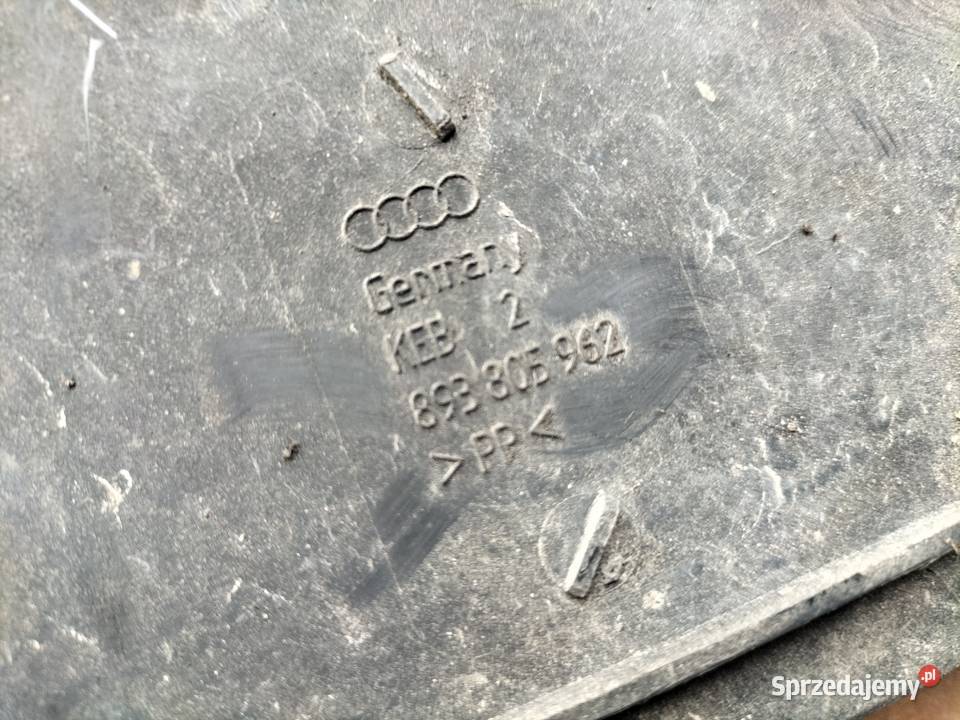 Germany
KEB 2
893 805 962
> PP <
Sprzedajemy.pl